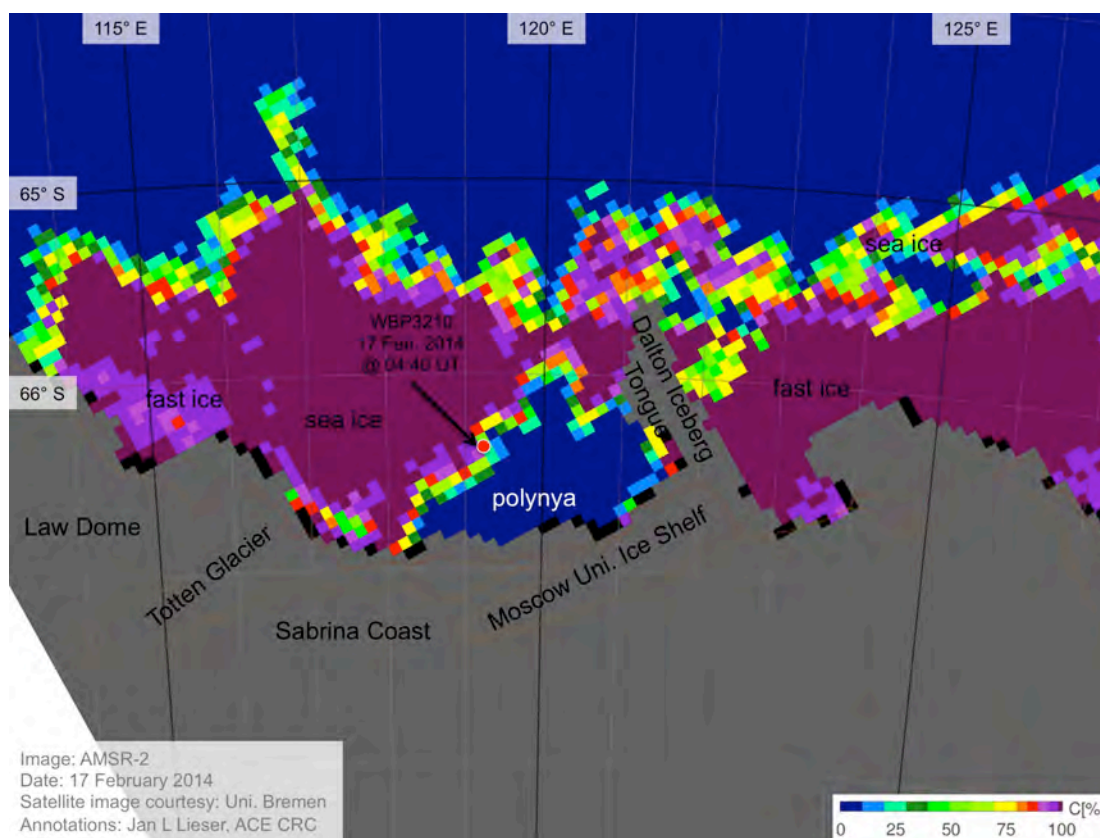 115° E
120° E
125° E
65° S
sea ice
WBP3210
17 Feb. 2014
@ 04:40 UT
Dalton Iceberg
Tongue
66° S
fast ice
fast ice
sea ice
polynya
Law Dome
Totten Glacier
Moscow Uni. Ice Shelf
Sabrina Coast
Image: AMSR-2
Date: 17 February 2014
Satellite image courtesy: Uni. Bremen
Annotations: Jan L Lieser, ACE CRC
C[%
0 25 50 75 100